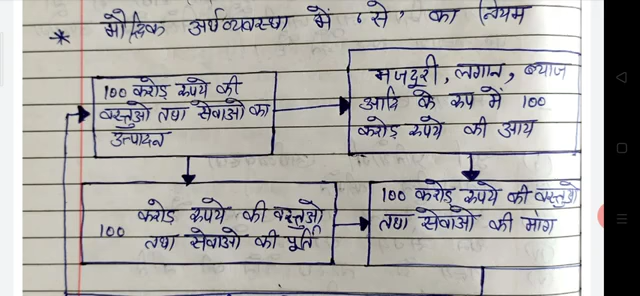 * मौद्रिक अर्थव्यवस्था में 'से' का नियम
100 करोड़ रुपये की
वस्तुओ तथा सेवाओ का
उत्पादन
मजदूरी, लगान, ब्याज
आदि के रूप में 100
करोड़ रुपये की आय
करोड़ रुपये की वस्तुओ
100 तथा सेवाओ की पूर्ति
100 करोड़ रुपये की वस्तुओ
तथा सेवाओ की मांग